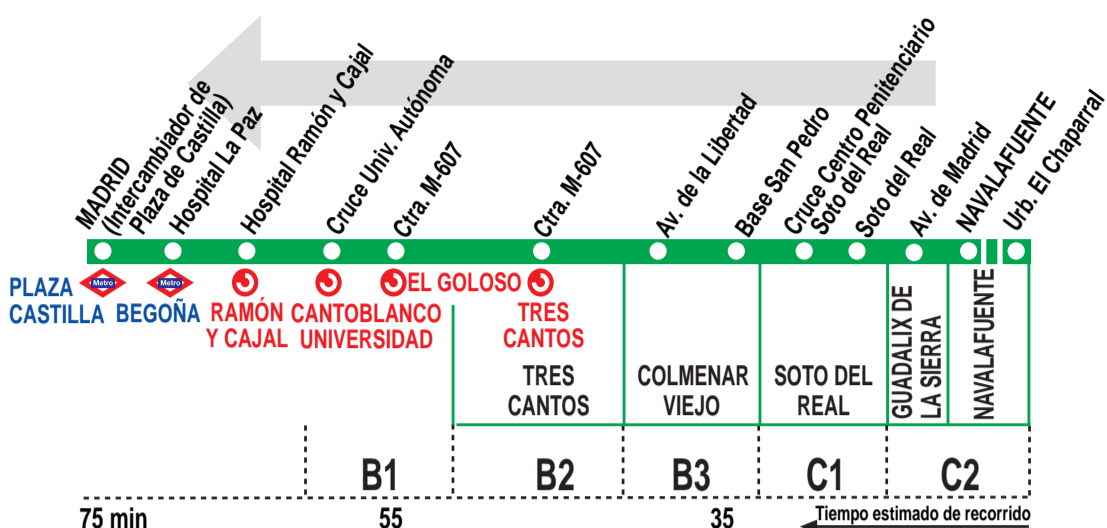 MADRID
(Intercambiador de
Plaza de Castilla)
Hospital La Paz
Hospital Ramón y Cajal
Cruce Univ. Autónoma
Ctra. M-607
Ctra. M-607
Av. de la Libertad
Base San Pedro
Cruce Centro Penitenciario
Soto del Real
Soto del Real
Av. de Madrid
NAVALAFUENTE
Urb. El Chaparral
PLAZA
CASTILLA
Metro
Metro
BEGOÑA
RAMÓN
Y CAJAL
CANTOBLANCO
UNIVERSIDAD
EL GOLOSO
TRES
CANTOS
TRES
CANTOS
COLMENAR
VIEJO
SOTO DEL
REAL
GUADALIX DE
LA SIERRA
NAVALAFUENTE
B1
B2
B3
C1
C2
75 min
55
35
Tiempo estimado de recorrido